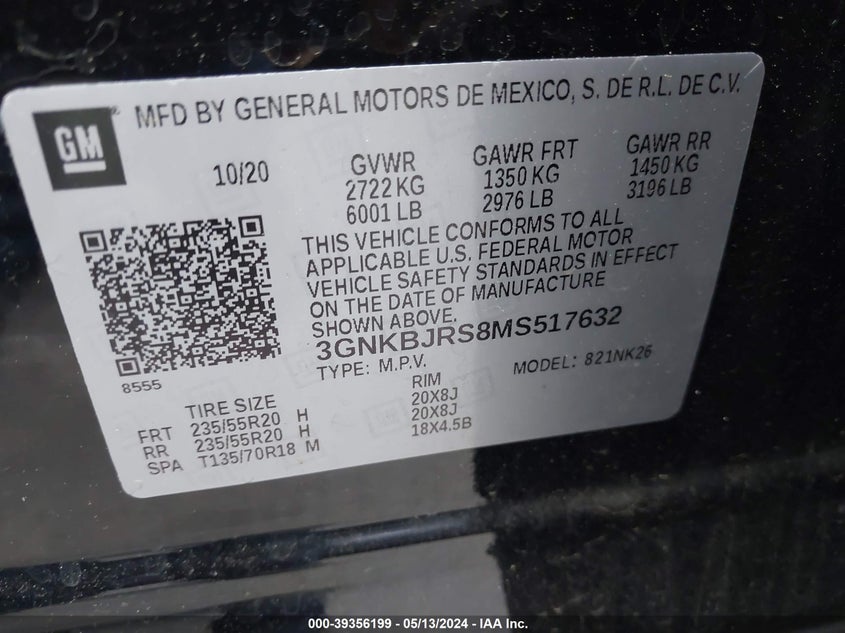 GM
®
MFD BY GENERAL MOTORS DE MEXICO, S. DE R.L. DE C.V.
10/20
GVWR
2722 KG
6001 LB
GAWR FRT
1350 KG
2976 LB
GAWR RR
1450 KG
3196 LB
THIS VEHICLE CONFORMS TO ALL
APPLICABLE U.S. FEDERAL MOTOR
VEHICLE SAFETY STANDARDS IN EFFECT
ON THE DATE OF MANUFACTURE
SHOWN ABOVE.
3GNKBJRS8MS517632
TYPE: M.P.V.
MODEL: 821NK26
8555
TIRE SIZE
RIM
FRT 235/55R20 H 20X8J
RR 235/55R20 H 20X8J
SPA T135/70R18 M 18X4.5B
000-39356199 - 05/13/2024 - IAA Inc.